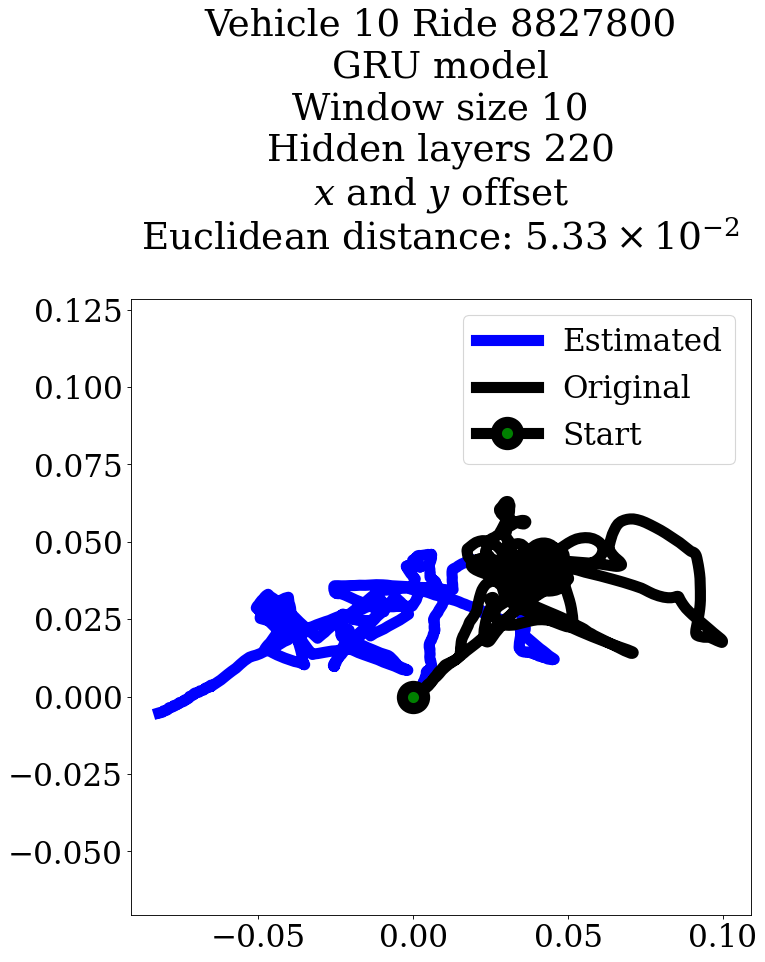 Vehicle 10 Ride 8827800
GRU model
Window size 10
Hidden layers 220
x and y offset
Euclidean distance: 5.33 × 10⁻²
Estimated
Original
Start
0.125
0.100
0.075
0.050
0.025
0.000
−0.025
−0.050
−0.05 0.00 0.05 0.10